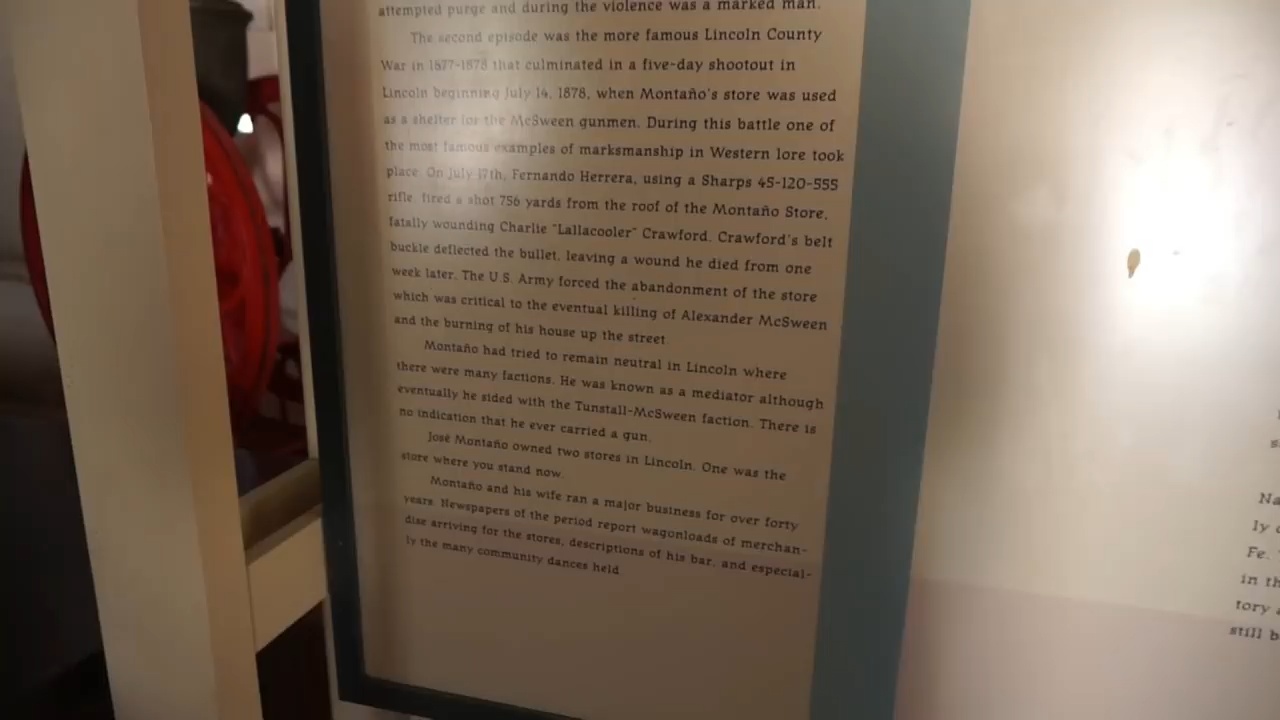 attempted purge and during the violence was a marked man.
The second episode was the more famous Lincoln County
War in 1877-1878 that culminated in a five-day shootout in
Lincoln beginning July 14, 1878, when Montaño's store was used
as a shelter for the McSween gunmen. During this battle one of
the most famous examples of marksmanship in Western lore took
place. On July 17th, Fernando Herrera, using a Sharps 45-120-555
rifle, fired a shot 756 yards from the roof of the Montaño Store,
fatally wounding Charlie "Lallacooler" Crawford. Crawford's belt
buckle deflected the bullet, leaving a wound he died from one
week later. The U.S. Army forced the abandonment of the store
which was critical to the eventual killing of Alexander McSween
and the burning of his house up the street.
Montaño had tried to remain neutral in Lincoln where
there were many factions. He was known as a mediator although
eventually he sided with the Tunstall-McSween faction. There is
no indication that he ever carried a gun.
José Montaño owned two stores in Lincoln. One was the
store where you stand now.
Montaño and his wife ran a major business for over forty
years. Newspapers of the period report wagonloads of merchan-
dise arriving for the stores, descriptions of his bar, and especial-
ly the many community dances held.
Na
ly
Fe.
in th
tory
still b